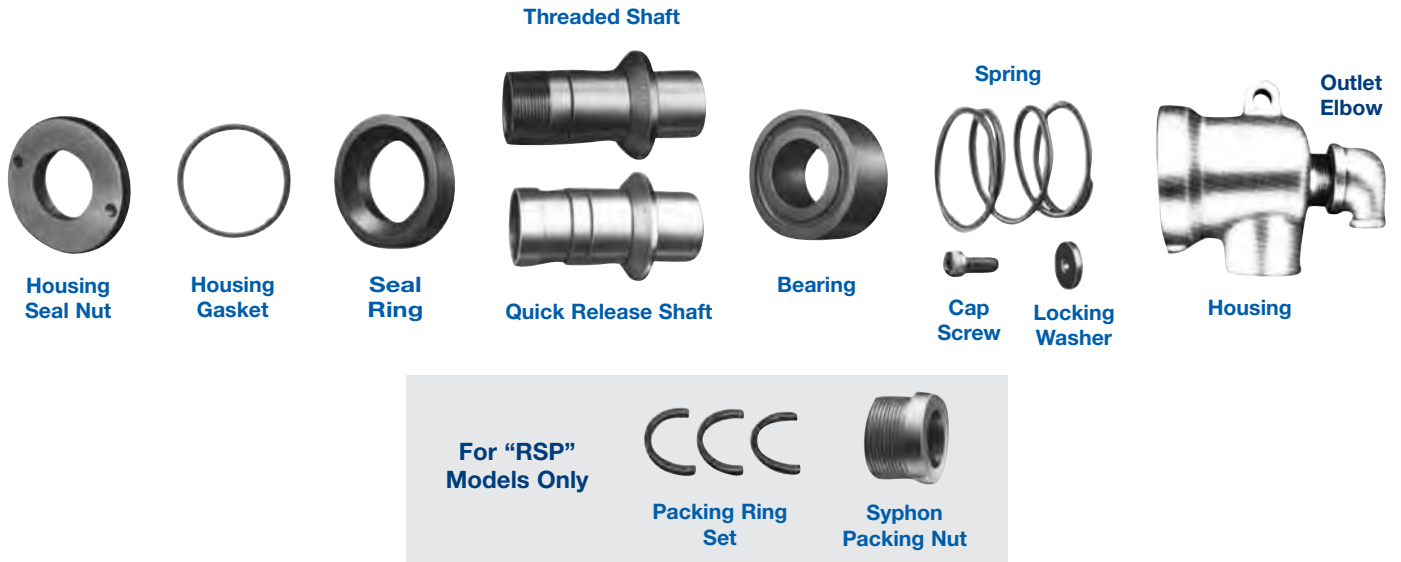 Threaded Shaft
Spring
Outlet
Elbow
Housing
Seal Nut
Housing
Gasket
Seal
Ring
Quick Release Shaft
Bearing
Cap
Screw
Locking
Washer
Housing
For “RSP”
Models Only
Packing Ring
Set
Syphon
Packing Nut